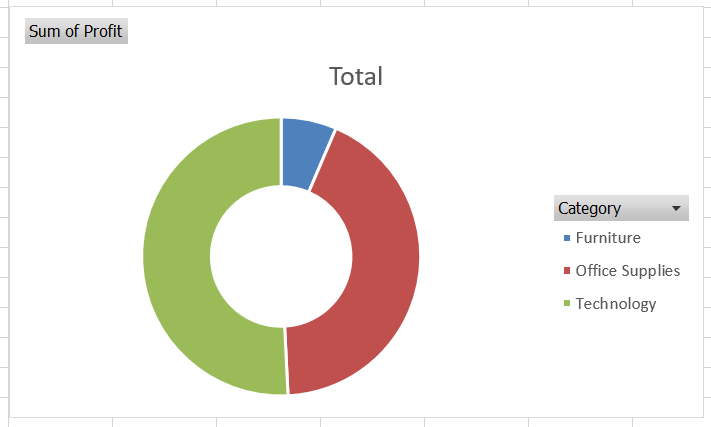 Sum of Profit
Total
Category
Furniture
Office Supplies
Technology